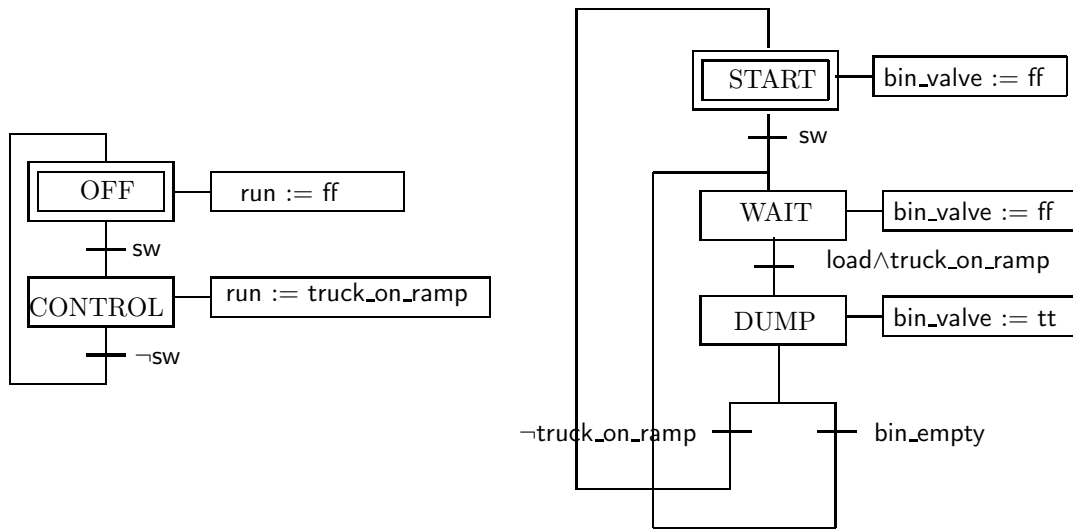 OFF
run := ff
sw
CONTROL
run := truck_on_ramp
¬sw
START
bin_valve := ff
sw
WAIT
bin_valve := ff
load∧truck_on_ramp
DUMP
bin_valve := tt
¬truck_on_ramp
bin_empty